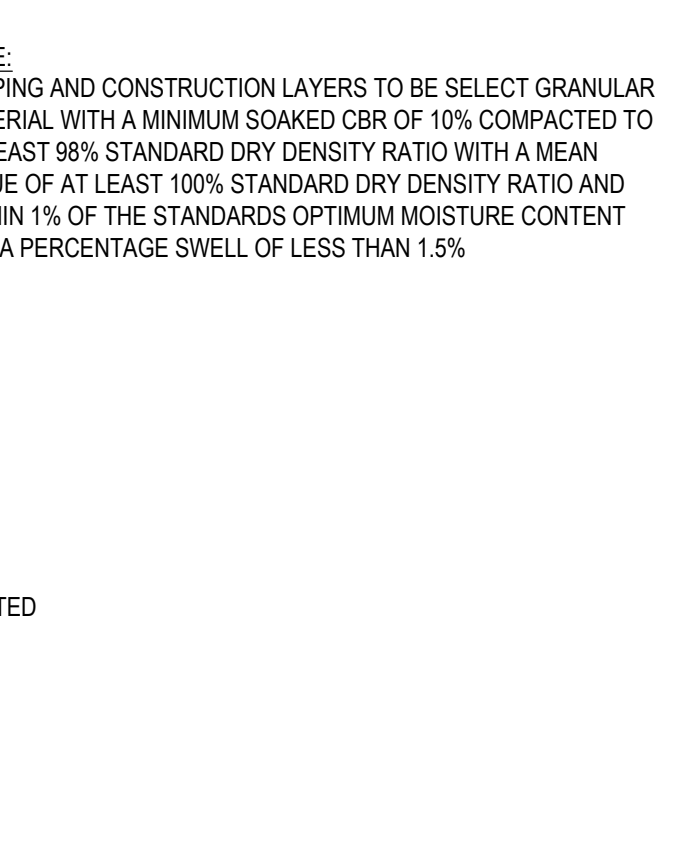 E:
PING AND CONSTRUCTION LAYERS TO BE SELECT GRANULAR
ERIAL WITH A MINIMUM SOAKED CBR OF 10% COMPACTED TO
EAST 98% STANDARD DRY DENSITY RATIO WITH A MEAN
UE OF AT LEAST 100% STANDARD DRY DENSITY RATIO AND
HIN 1% OF THE STANDARDS OPTIMUM MOISTURE CONTENT
A PERCENTAGE SWELL OF LESS THAN 1.5%
TED